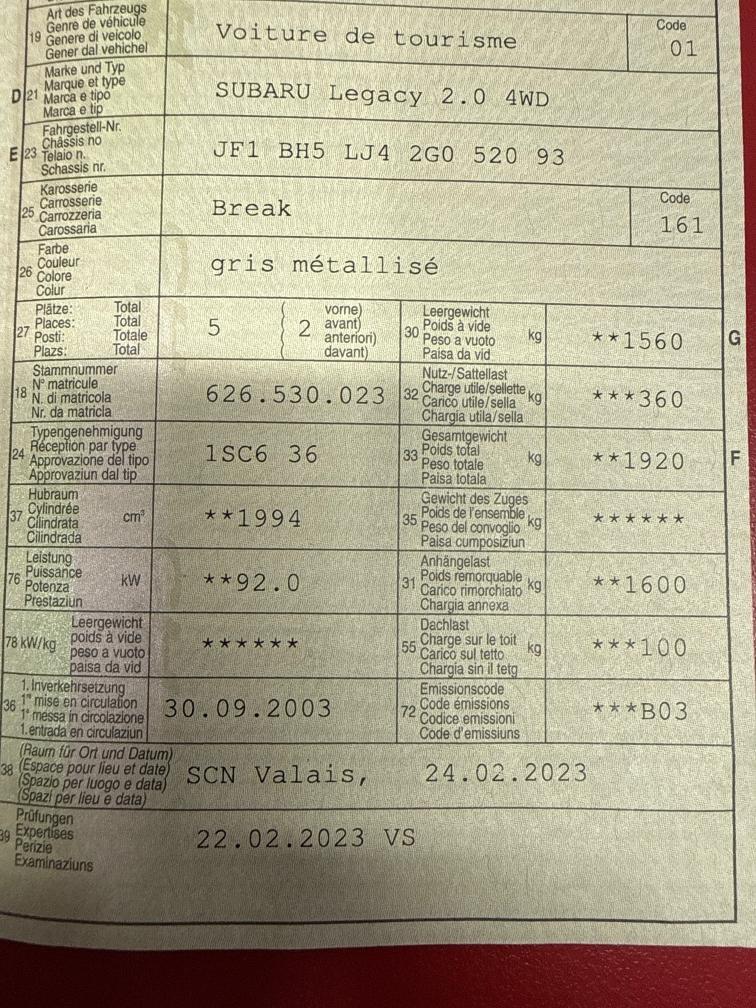 19 Art des Fahrzeugs
Genre de véhicule
Genere di veicolo
Gener dal vehichel
Voiture de tourisme
Code
01
D 21 Marke und Typ
Marque et type
Marca e tipo
Marca e tip
SUBARU Legacy 2.0 4WD
E 23 Fahrgestell-Nr.
Châssis no
Telaio n.
Schassis nr.
JF1 BH5 LJ4 2G0 520 93
25 Karosserie
Carrosserie
Carrozzeria
Carossaria
Break
Code
161
26 Farbe
Couleur
Colore
Colur
gris métallisé
27 Plätze: Total
Places: Total
Posti: Totale
Plazs: Total
5 ( 2 vorne)
avant)
anteriori)
davant)
30 Leergewicht
Poids à vide
Peso a vuoto
Paisa da vid
kg
**1560
G
18 Stammnummer
N° matricule
N. di matricola
Nr. da matricla
626.530.023
32 Nutz-/Sattellast
Charge utile/sellette
Carico utile/sella
Chargia utila/sella
kg
***360
24 Typengenehmigung
Réception par type
Approvazione del tipo
Approvaziun dal tip
1SC6 36
33 Gesamtgewicht
Poids total
Peso totale
Paisa totala
kg
**1920
F
37 Hubraum
Cylindrée
Cilindrata
Cilindrada
cm³
**1994
35 Gewicht des Zuges
Poids de l'ensemble
Peso del convoglio
Paisa cumposiziun
kg
******
76 Leistung
Puissance
Potenza
Prestaziun
kW
**92.0
31 Anhängelast
Poids remorquable
Carico rimorchiato
Chargia annexa
kg
**1600
78 kW/kg Leergewicht
poids à vide
peso a vuoto
paisa da vid
******
55 Dachlast
Charge sur le toit
Carico sul tetto
Chargia sin il tetg
kg
***100
36 1. Inverkehrsetzung
1re mise en circulation
1a messa in circolazione
1. entrada en circulaziun
30.09.2003
72 Emissionscode
Code émissions
Codice emissioni
Code d'emissiuns
***B03
38 (Raum für Ort und Datum)
(Espace pour lieu et date)
(Spazio per luogo e data)
(Spazi per lieu e data)
SCN Valais, 24.02.2023
39 Prüfungen
Expertises
Perizie
Examinaziuns
22.02.2023 VS